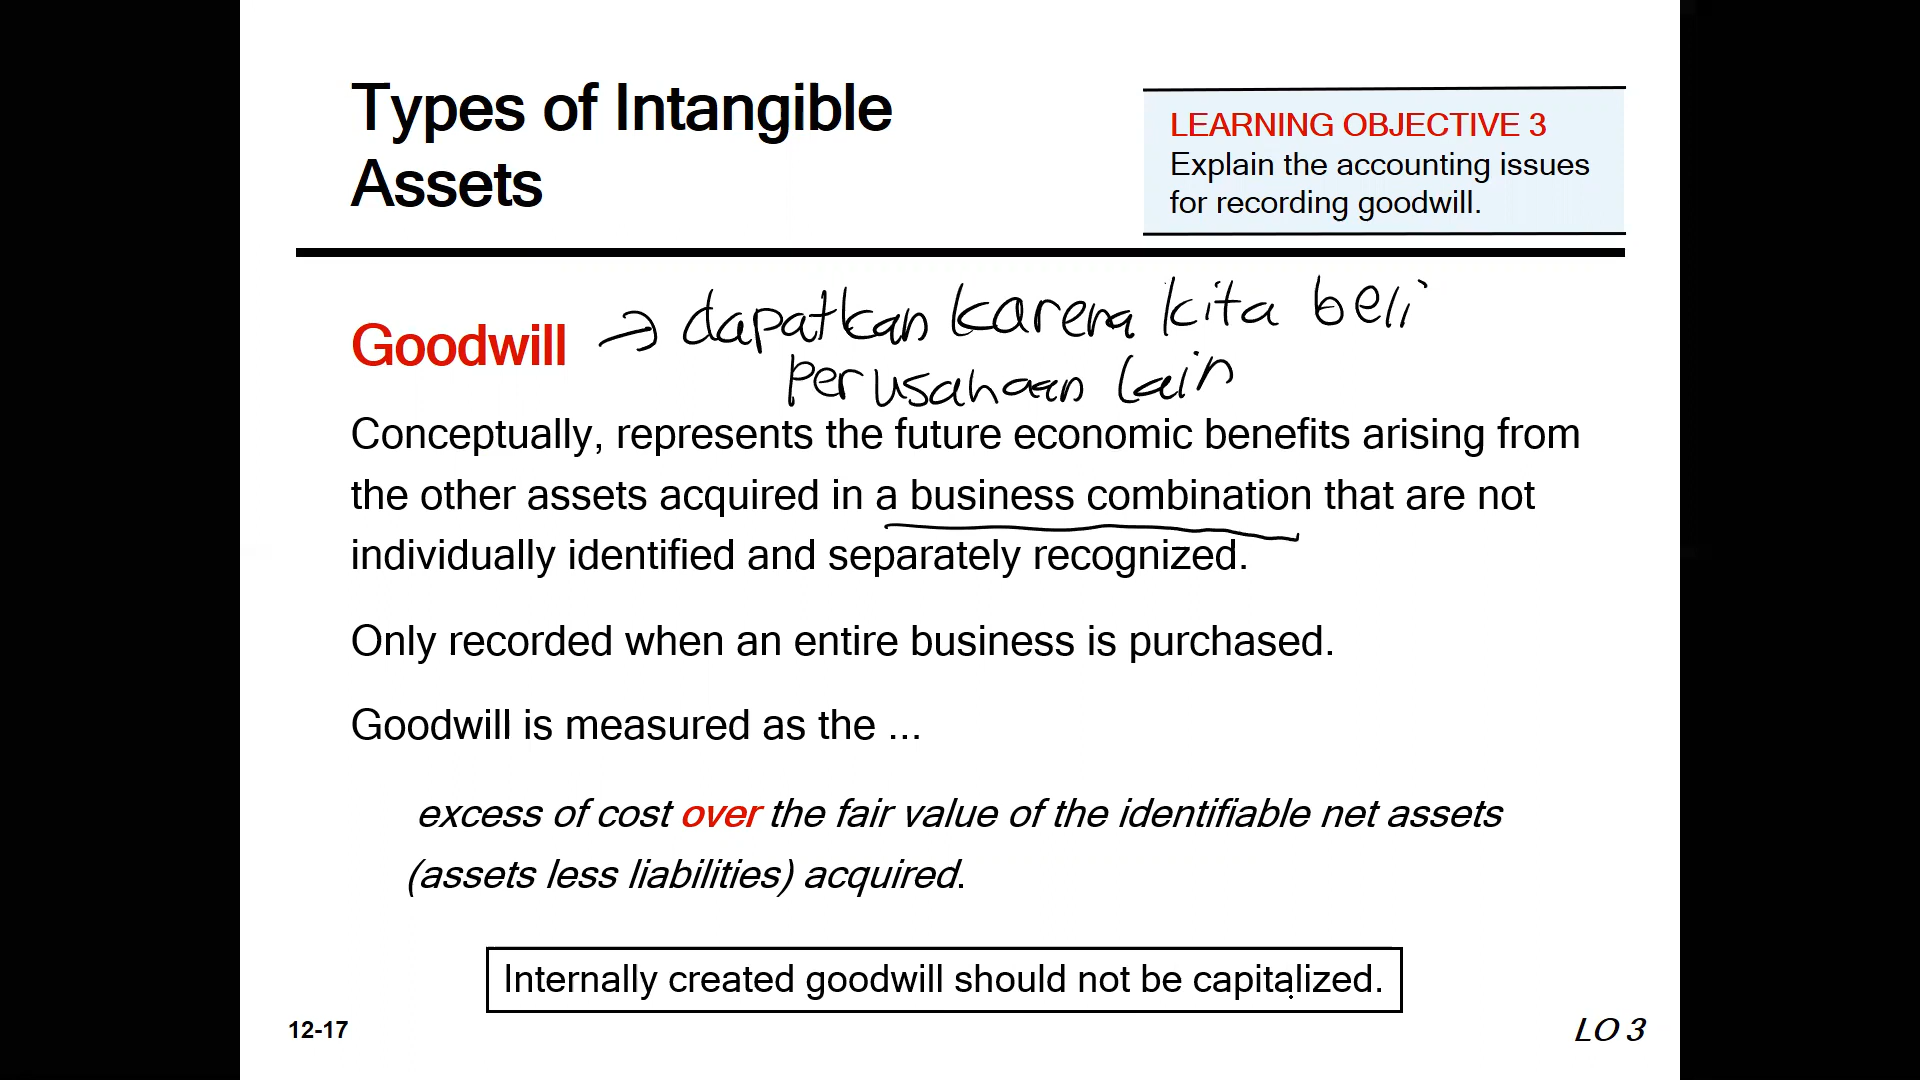 Types of Intangible
Assets
LEARNING OBJECTIVE 3
Explain the accounting issues
for recording goodwill.
Goodwill → dapatkan karena kita beli
perusahaan lain
Conceptually, represents the future economic benefits arising from
the other assets acquired in a business combination that are not
individually identified and separately recognized.
Only recorded when an entire business is purchased.
Goodwill is measured as the ...
excess of cost over the fair value of the identifiable net assets
(assets less liabilities) acquired.
Internally created goodwill should not be capitalized.
12-17
LO 3